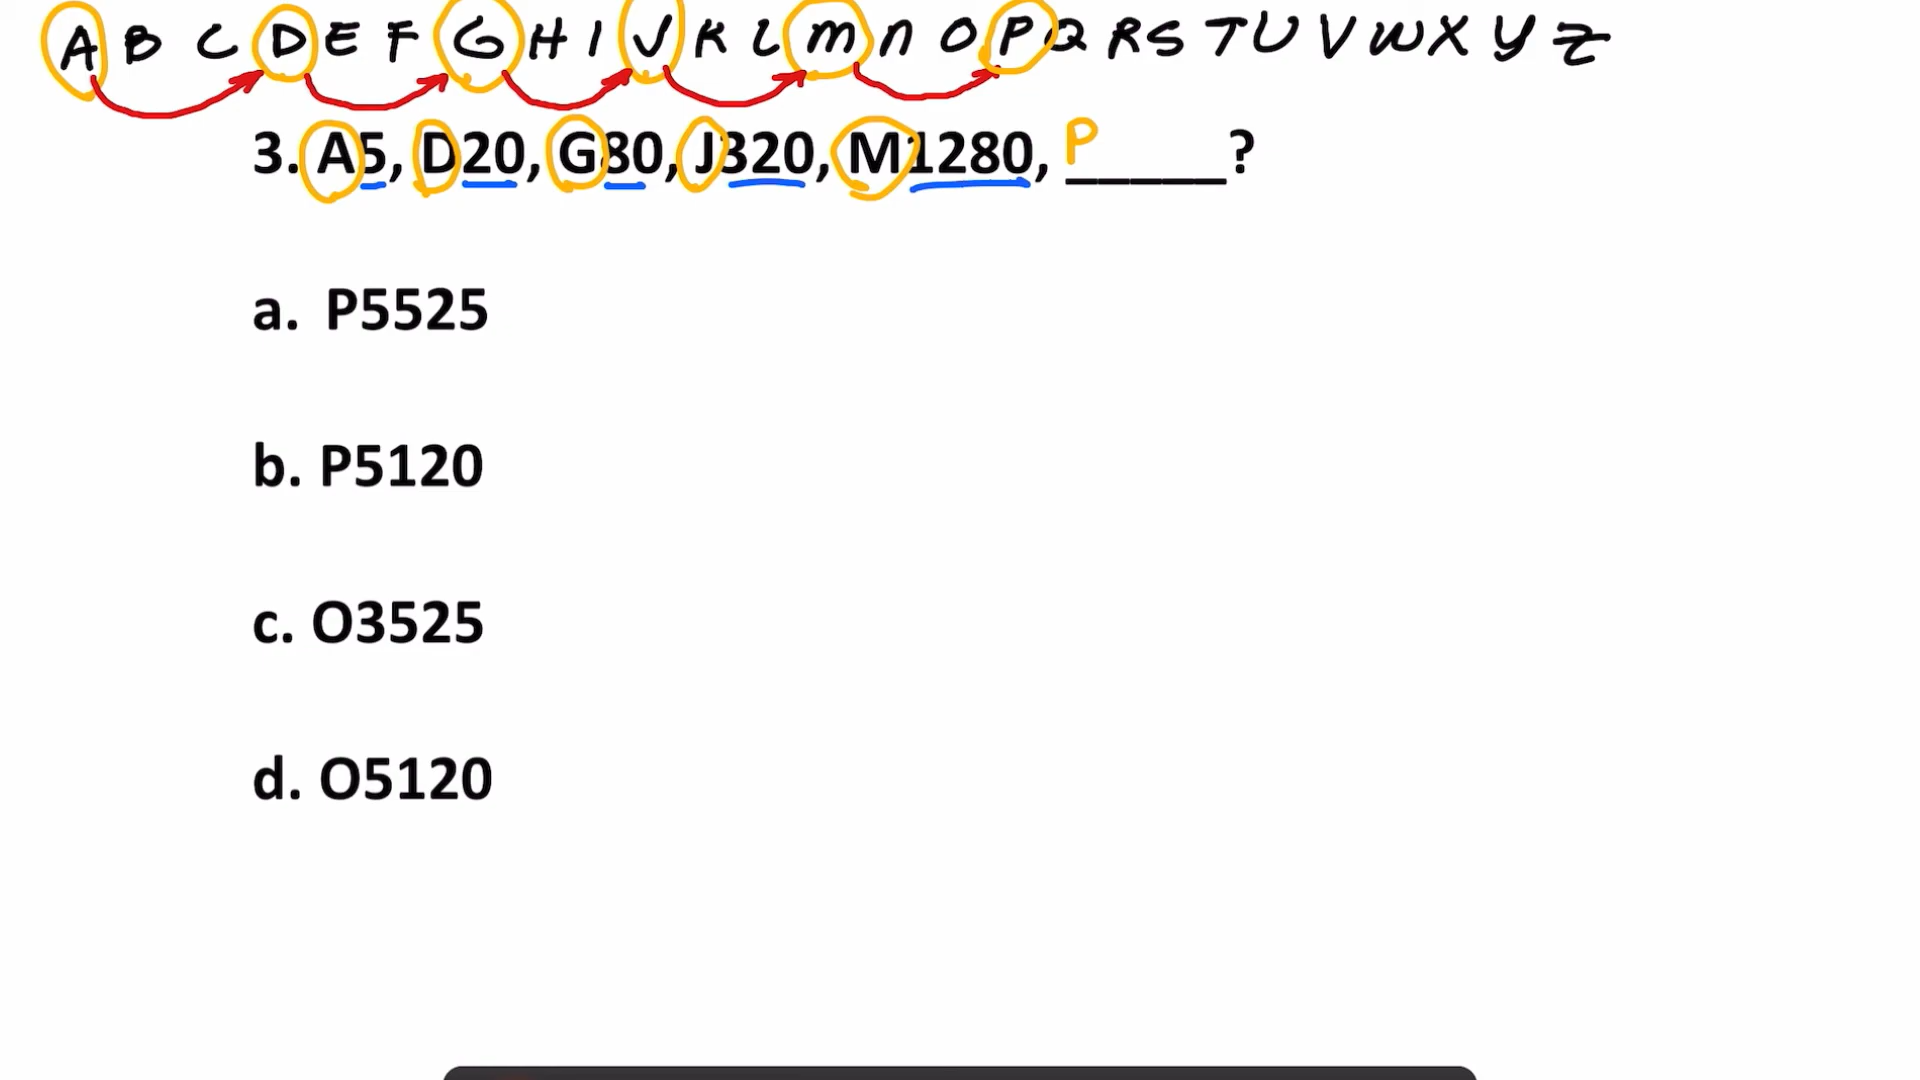 A B C D E F G H I J K L M N O P Q R S T U V W X Y Z
3. A5, D20, G80, J320, M1280, P_____?
a. P5525
b. P5120
c. O3525
d. O5120